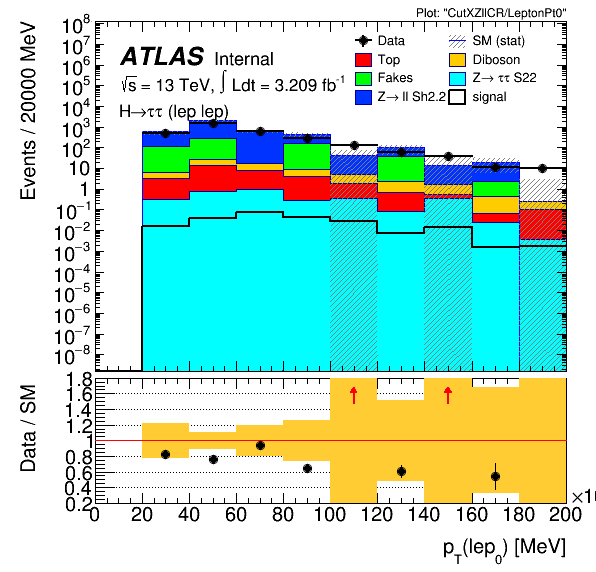 Plot: "CutXZllCR/LeptonPt0"
ATLAS Internal
√s = 13 TeV, ∫ Ldt = 3.209 fb⁻¹
H→ττ (lep lep)
Data
SM (stat)
Top
Diboson
Fakes
Z→ ττ S22
Z→ ll Sh2.2
signal
Events / 20000 MeV
10⁸
10⁷
10⁶
10⁵
10⁴
10³
10²
10
1
10⁻¹
10⁻²
10⁻³
10⁻⁴
10⁻⁵
10⁻⁶
10⁻⁷
10⁻⁸
Data / SM
1.8
1.6
1.4
1.2
1
0.8
0.6
0.4
0.2
0 20 40 60 80 100 120 140 160 180 200
p_T(lep₀) [MeV]